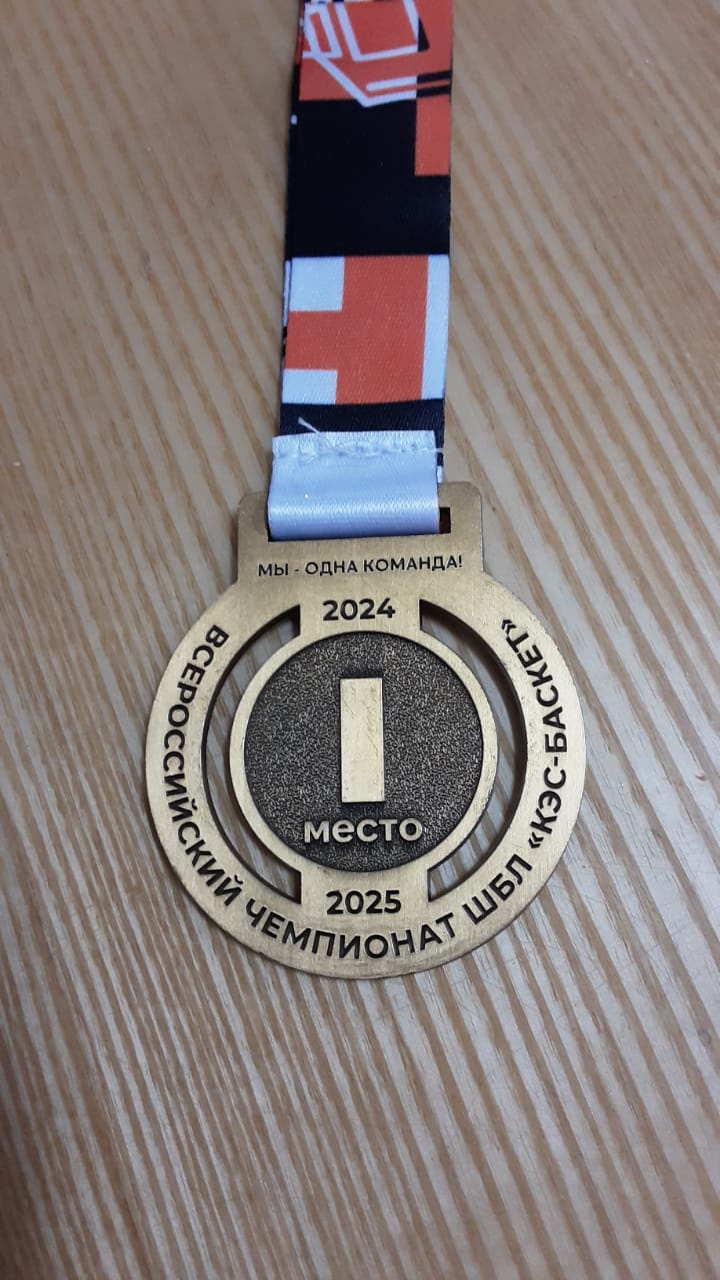 МЫ - ОДНА КОМАНДА!
2024
I
место
2025
ВСЕРОССИЙСКИЙ ЧЕМПИОНАТ ШБЛ «КЭС-БАСКЕТ»